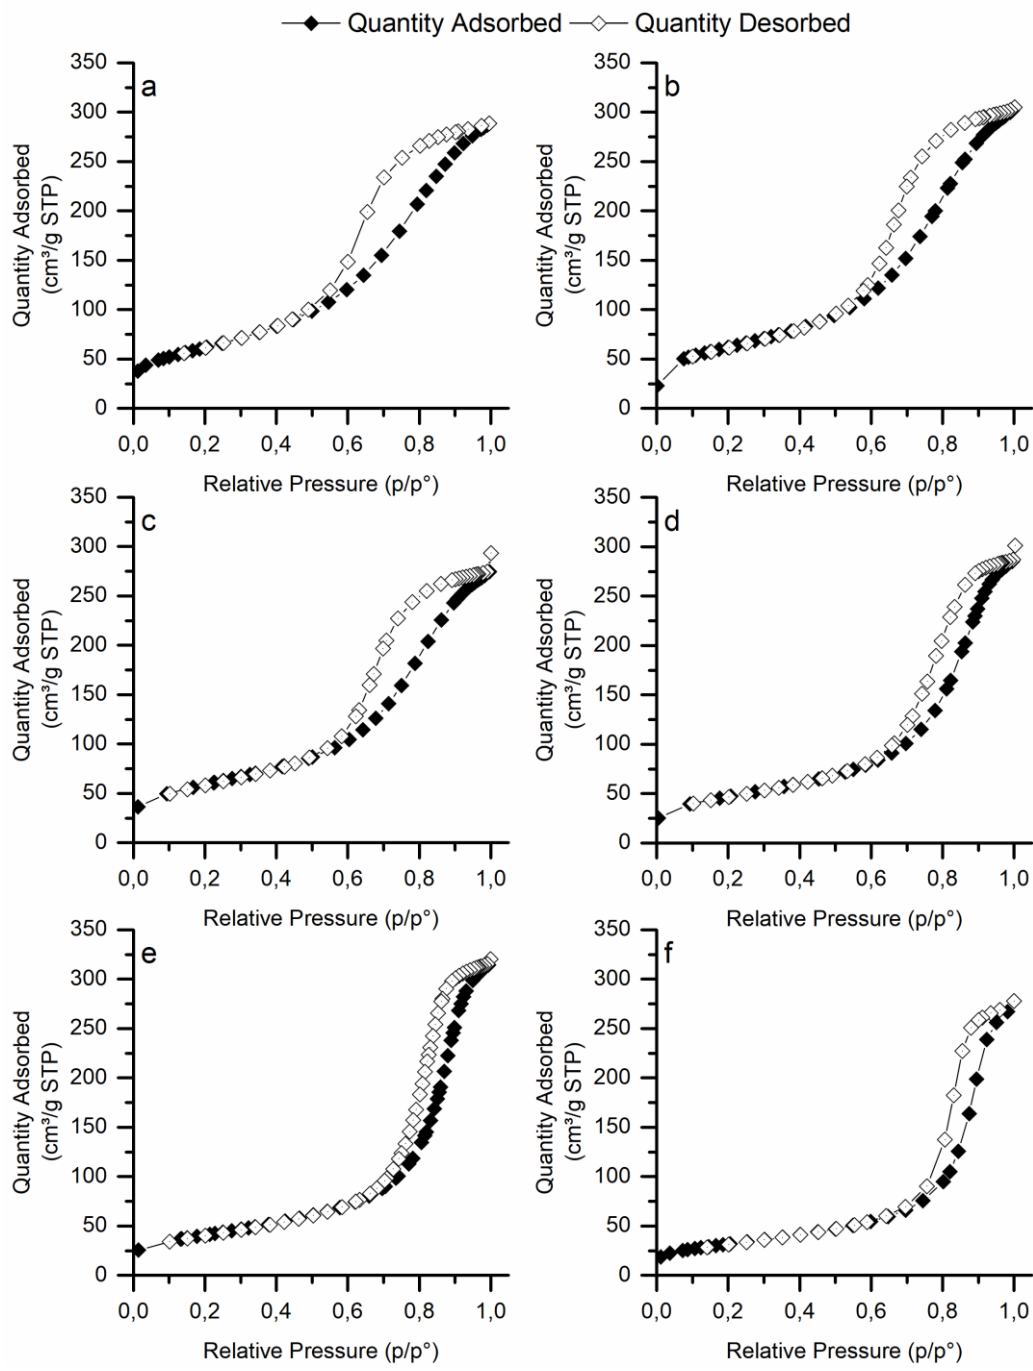 Quantity Adsorbed Quantity Desorbed
a
350
300
250
200
150
100
50
0
Quantity Adsorbed
(cm³/g STP)
0,0 0,2 0,4 0,6 0,8 1,0
Relative Pressure (p/p°)
b
350
300
250
200
150
100
50
0
Quantity Adsorbed
(cm³/g STP)
0,0 0,2 0,4 0,6 0,8 1,0
Relative Pressure (p/p°)
c
350
300
250
200
150
100
50
0
Quantity Adsorbed
(cm³/g STP)
0,0 0,2 0,4 0,6 0,8 1,0
Relative Pressure (p/p°)
d
350
300
250
200
150
100
50
0
Quantity Adsorbed
(cm³/g STP)
0,0 0,2 0,4 0,6 0,8 1,0
Relative Pressure (p/p°)
e
350
300
250
200
150
100
50
0
Quantity Adsorbed
(cm³/g STP)
0,0 0,2 0,4 0,6 0,8 1,0
Relative Pressure (p/p°)
f
350
300
250
200
150
100
50
0
Quantity Adsorbed
(cm³/g STP)
0,0 0,2 0,4 0,6 0,8 1,0
Relative Pressure (p/p°)